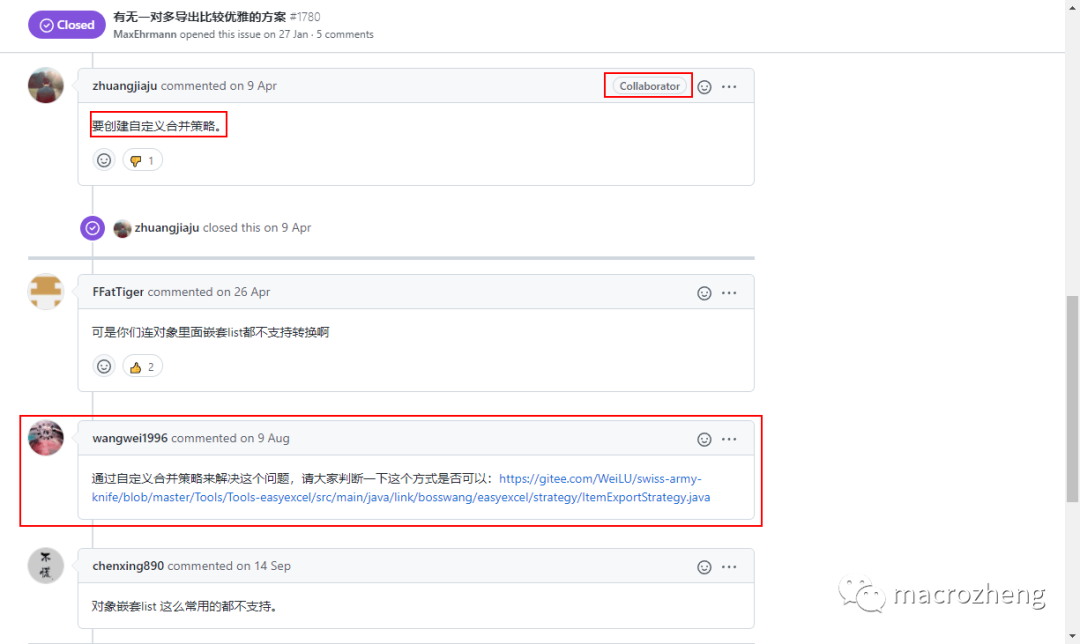 Closed
有无一对多导出比较优雅的方案 #1780
MaxEhrmann opened this issue on 27 Jan · 5 comments
zhuangjiaju commented on 9 Apr
Collaborator
要创建自定义合并策略。
1
zhuangjiaju closed this on 9 Apr
FFatTiger commented on 26 Apr
可是你们连对象里面嵌套list都不支持转换啊
2
wangwei1996 commented on 9 Aug
通过自定义合并策略来解决这个问题，请大家判断一下这个方式是否可以：https://gitee.com/WeiLU/swiss-army-
knife/blob/master/Tools/Tools-easyexcel/src/main/java/link/bosswang/easyexcel/strategy/ItemExportStrategy.java
不
慌
chenxing890 commented on 14 Sep
对象嵌套list 这么常用的都不支持。
macrozheng